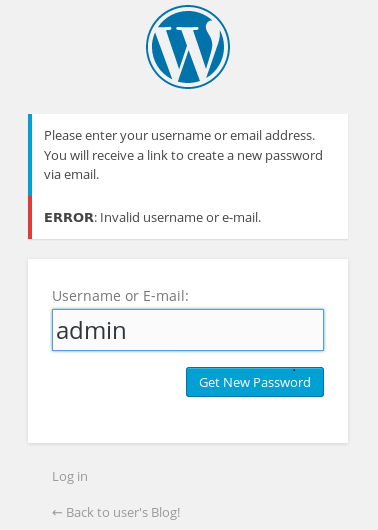 Please enter your username or email address.
You will receive a link to create a new password
via email.
ERROR: Invalid username or e-mail.
Username or E-mail:
admin
Get New Password
Log in
← Back to user's Blog!